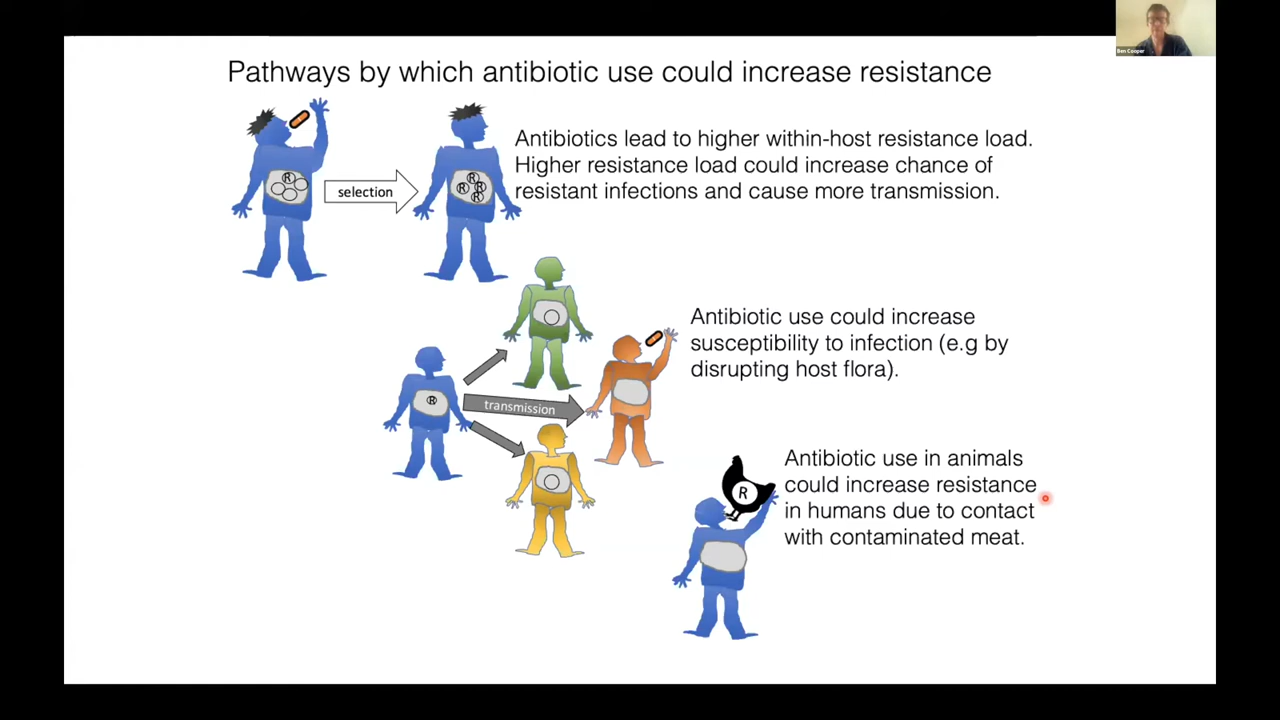 Ben Cooper
Pathways by which antibiotic use could increase resistance
R
selection
R
R
R
R
Antibiotics lead to higher within-host resistance load.
Higher resistance load could increase chance of
resistant infections and cause more transmission.
R
transmission
Antibiotic use could increase
susceptibility to infection (e.g by
disrupting host flora).
R
Antibiotic use in animals
could increase resistance
in humans due to contact
with contaminated meat.